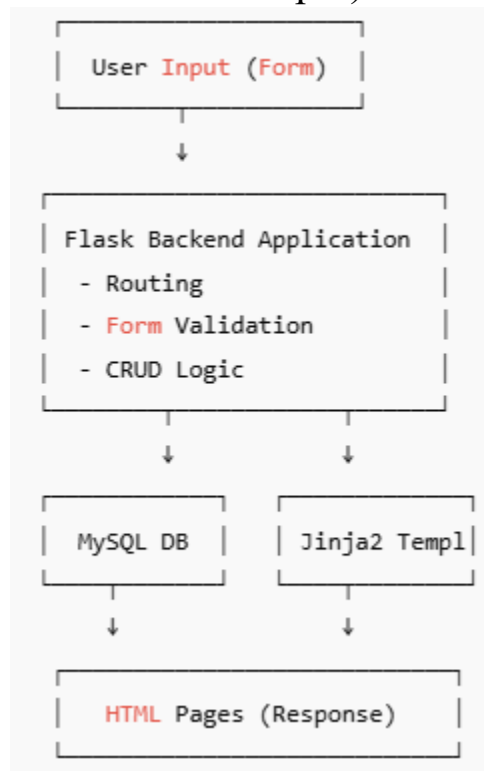 User Input (Form)
Flask Backend Application
- Routing
- Form Validation
- CRUD Logic
MySQL DB
Jinja2 Templ
HTML Pages (Response)